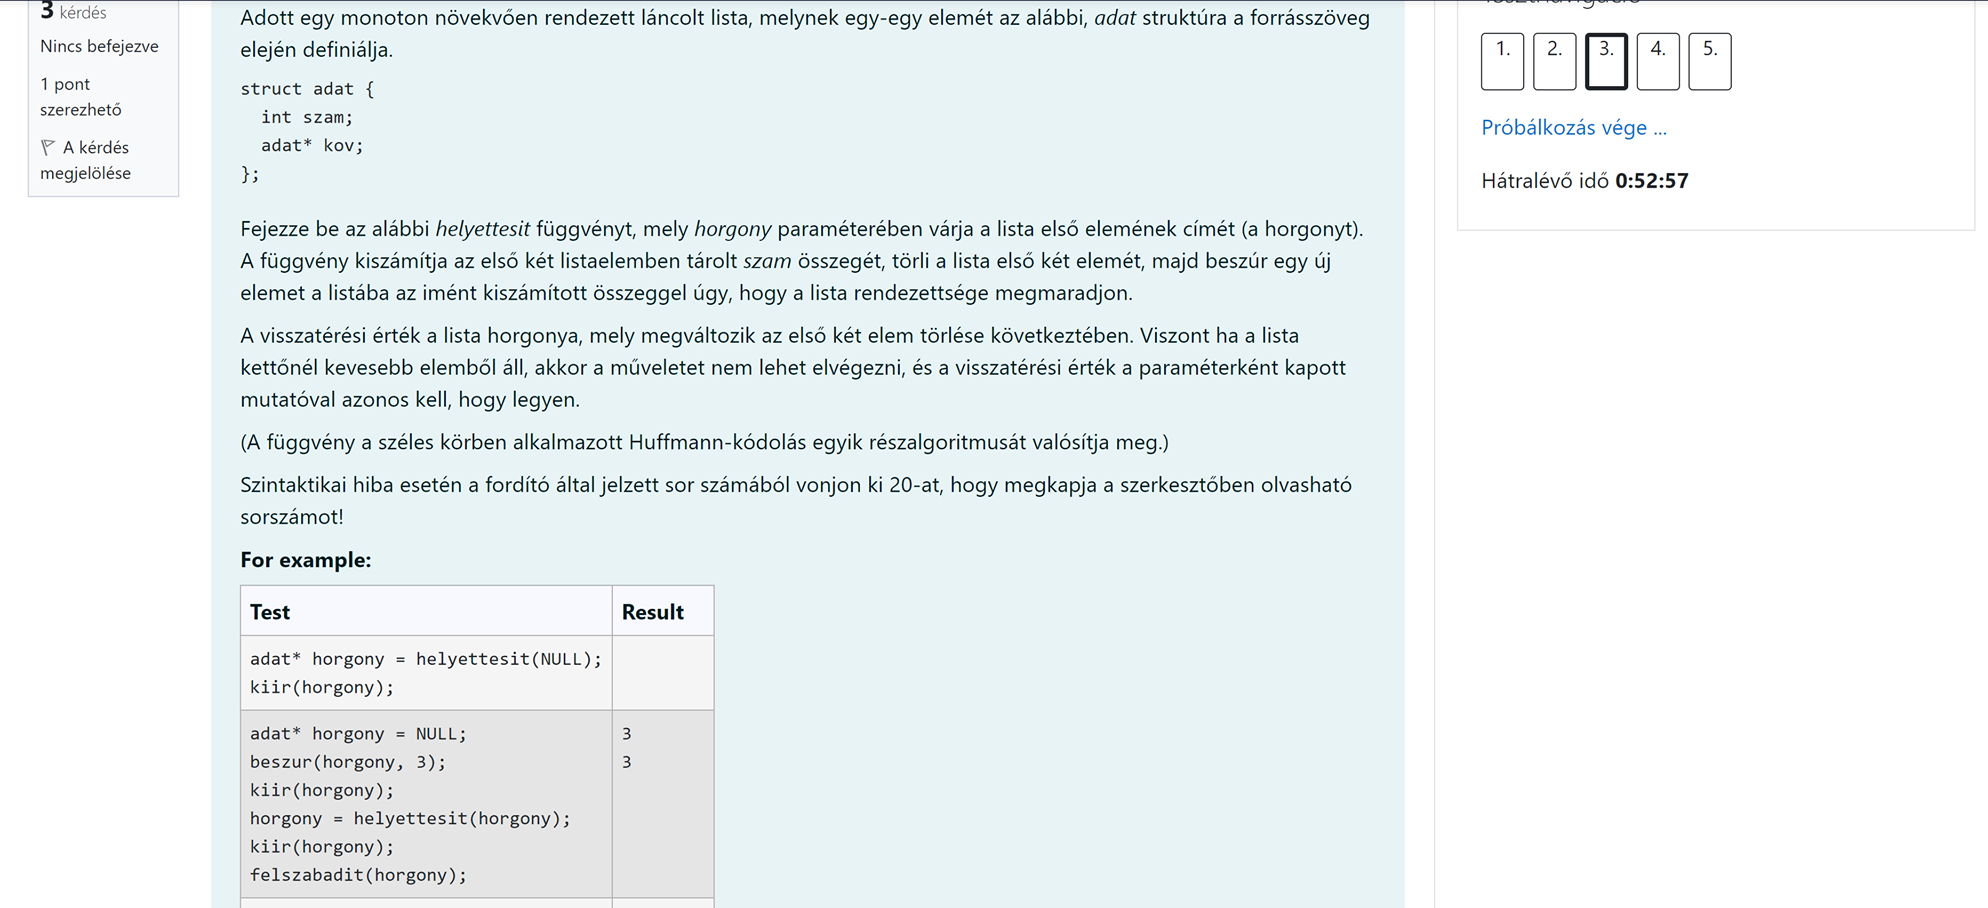 3 kérdés
Nincs befejezve
1 pont
szerezhető
A kérdés
megjelölése
Adott egy monoton növekvően rendezett láncolt lista, melynek egy-egy elemét az alábbi, adat struktúra a forrásszöveg
elején definiálja.
struct adat {
  int szam;
  adat* kov;
};
Fejezze be az alábbi helyettesit függvényt, mely horgony paraméterében várja a lista első elemének címét (a horgonyt).
A függvény kiszámítja az első két listaelemben tárolt szam összegét, törli a lista első két elemét, majd beszúr egy új
elemet a listába az imént kiszámított összeggel úgy, hogy a lista rendezettsége megmaradjon.
A visszatérési érték a lista horgonya, mely megváltozik az első két elem törlése következtében. Viszont ha a lista
kettőnél kevesebb elemből áll, akkor a műveletet nem lehet elvégezni, és a visszatérési érték a paraméterként kapott
mutatóval azonos kell, hogy legyen.
(A függvény a széles körben alkalmazott Huffmann-kódolás egyik részalgoritmusát valósítja meg.)
Szintaktikai hiba esetén a fordító által jelzett sor számából vonjon ki 20-at, hogy megkapja a szerkesztőben olvasható
sorszámot!
For example:
Test Result
adat* horgony = helyettesit(NULL);
kiir(horgony);
adat* horgony = NULL;
beszur(horgony, 3);
kiir(horgony);
horgony = helyettesit(horgony);
kiir(horgony);
felszabadit(horgony);
3
3
1. 2. 3. 4. 5.
Próbálkozás vége ...
Hátralévő idő 0:52:57